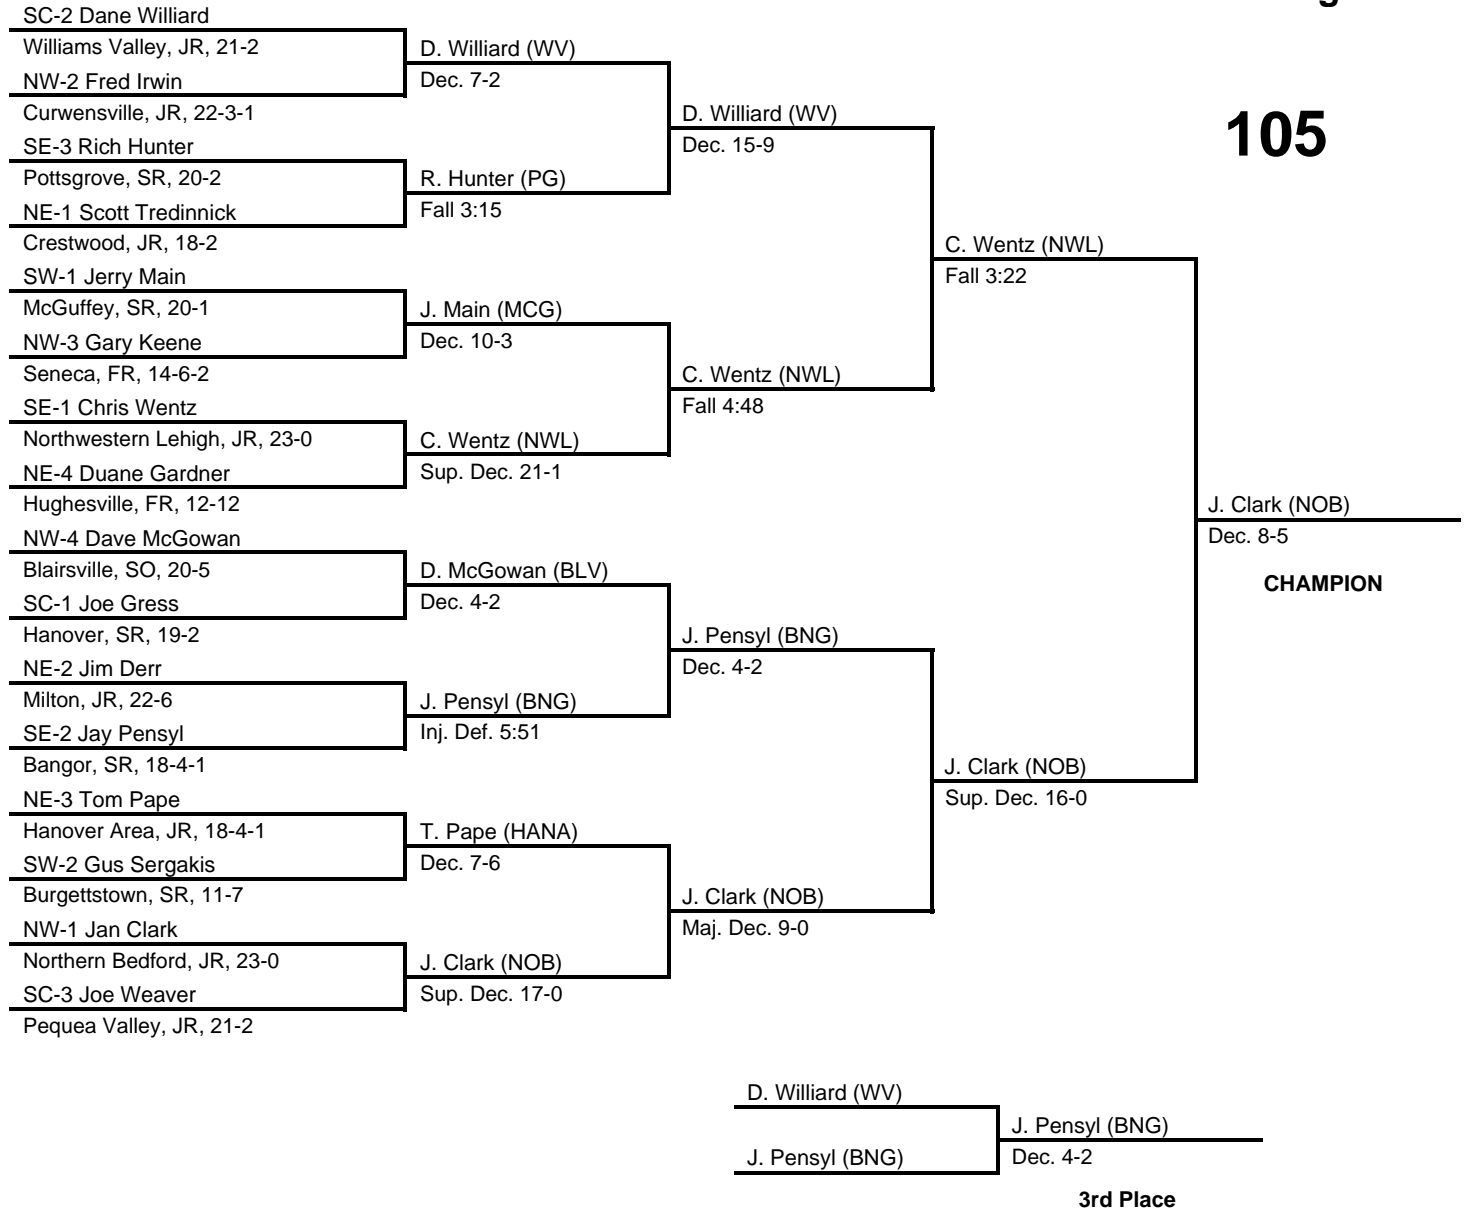 SC-2 Dane Williard
Williams Valley, JR, 21-2
NW-2 Fred Irwin
Curwensville, JR, 22-3-1
SE-3 Rich Hunter
Pottsgrove, SR, 20-2
NE-1 Scott Tredinnick
Crestwood, JR, 18-2
SW-1 Jerry Main
McGuffey, SR, 20-1
NW-3 Gary Keene
Seneca, FR, 14-6-2
SE-1 Chris Wentz
Northwestern Lehigh, JR, 23-0
NE-4 Duane Gardner
Hughesville, FR, 12-12
NW-4 Dave McGowan
Blairsville, SO, 20-5
SC-1 Joe Gress
Hanover, SR, 19-2
NE-2 Jim Derr
Milton, JR, 22-6
SE-2 Jay Pensyl
Bangor, SR, 18-4-1
NE-3 Tom Pape
Hanover Area, JR, 18-4-1
SW-2 Gus Sergakis
Burgettstown, SR, 11-7
NW-1 Jan Clark
Northern Bedford, JR, 23-0
SC-3 Joe Weaver
Pequea Valley, JR, 21-2
D. Williard (WV)
Dec. 7-2
R. Hunter (PG)
Fall 3:15
J. Main (MCG)
Dec. 10-3
C. Wentz (NWL)
Sup. Dec. 21-1
D. McGowan (BLV)
Dec. 4-2
J. Pensyl (BNG)
Inj. Def. 5:51
T. Pape (HANA)
Dec. 7-6
J. Clark (NOB)
Sup. Dec. 17-0
D. Williard (WV)
Dec. 15-9
C. Wentz (NWL)
Fall 4:48
J. Pensyl (BNG)
Dec. 4-2
J. Clark (NOB)
Maj. Dec. 9-0
C. Wentz (NWL)
Fall 3:22
J. Clark (NOB)
Sup. Dec. 16-0
105
J. Clark (NOB)
Dec. 8-5
CHAMPION
D. Williard (WV)
J. Pensyl (BNG)
J. Pensyl (BNG)
Dec. 4-2
3rd Place